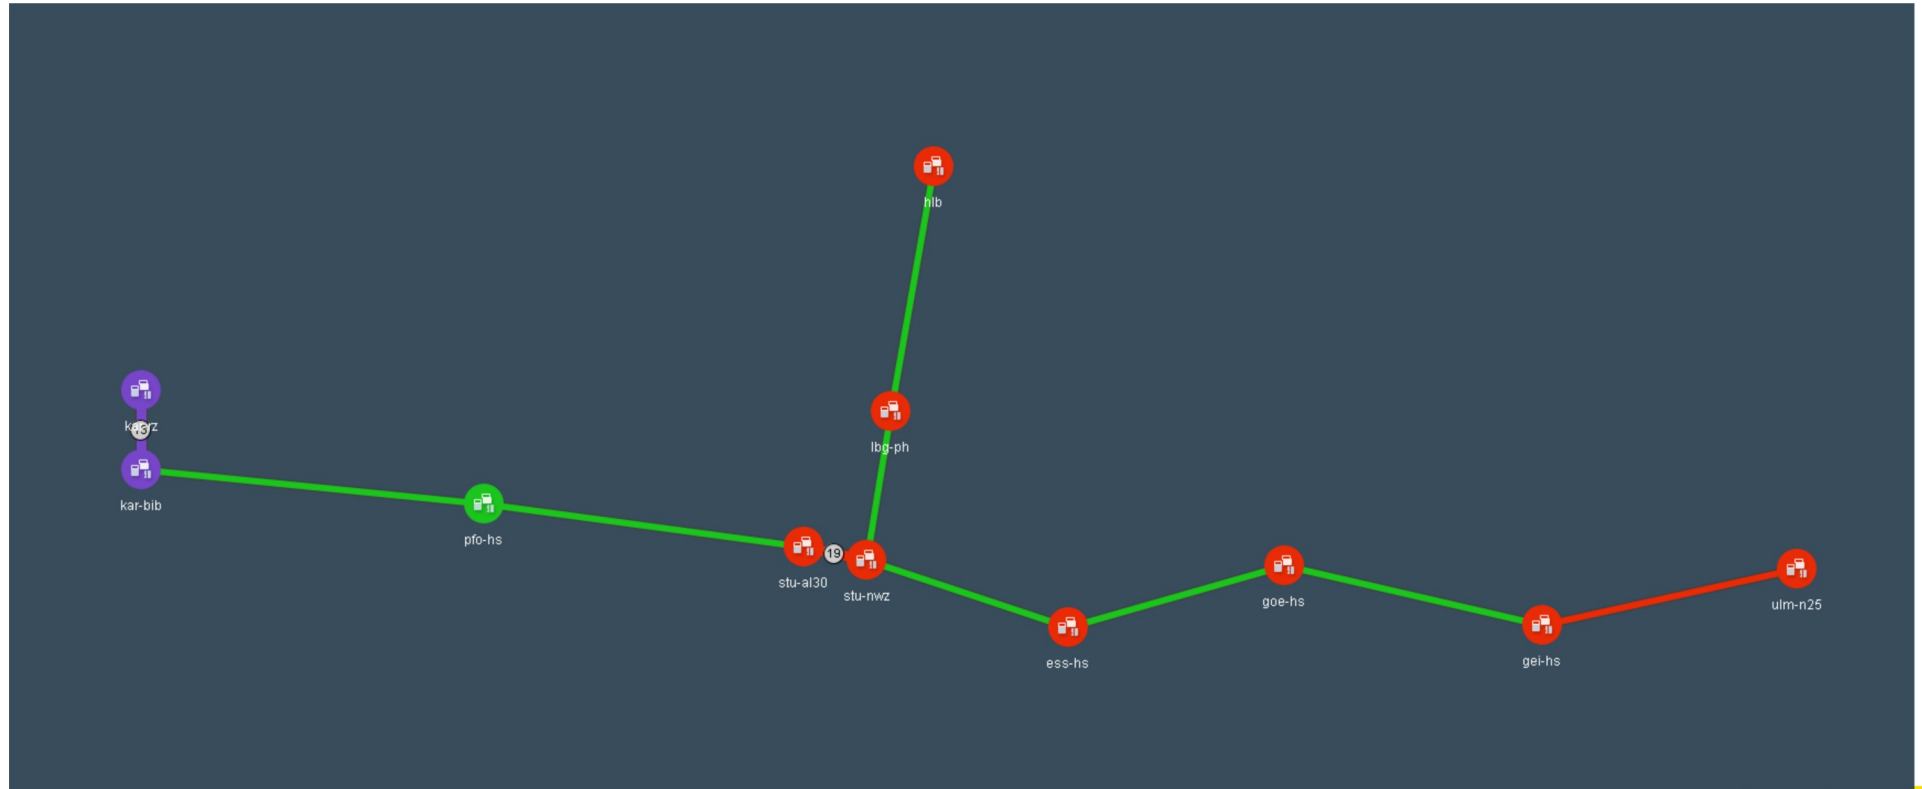 hlb
lbg-ph
kar-bib
pfo-hs
19
stu-al30
stu-nwz
ess-hs
goe-hs
gei-hs
ulm-n25